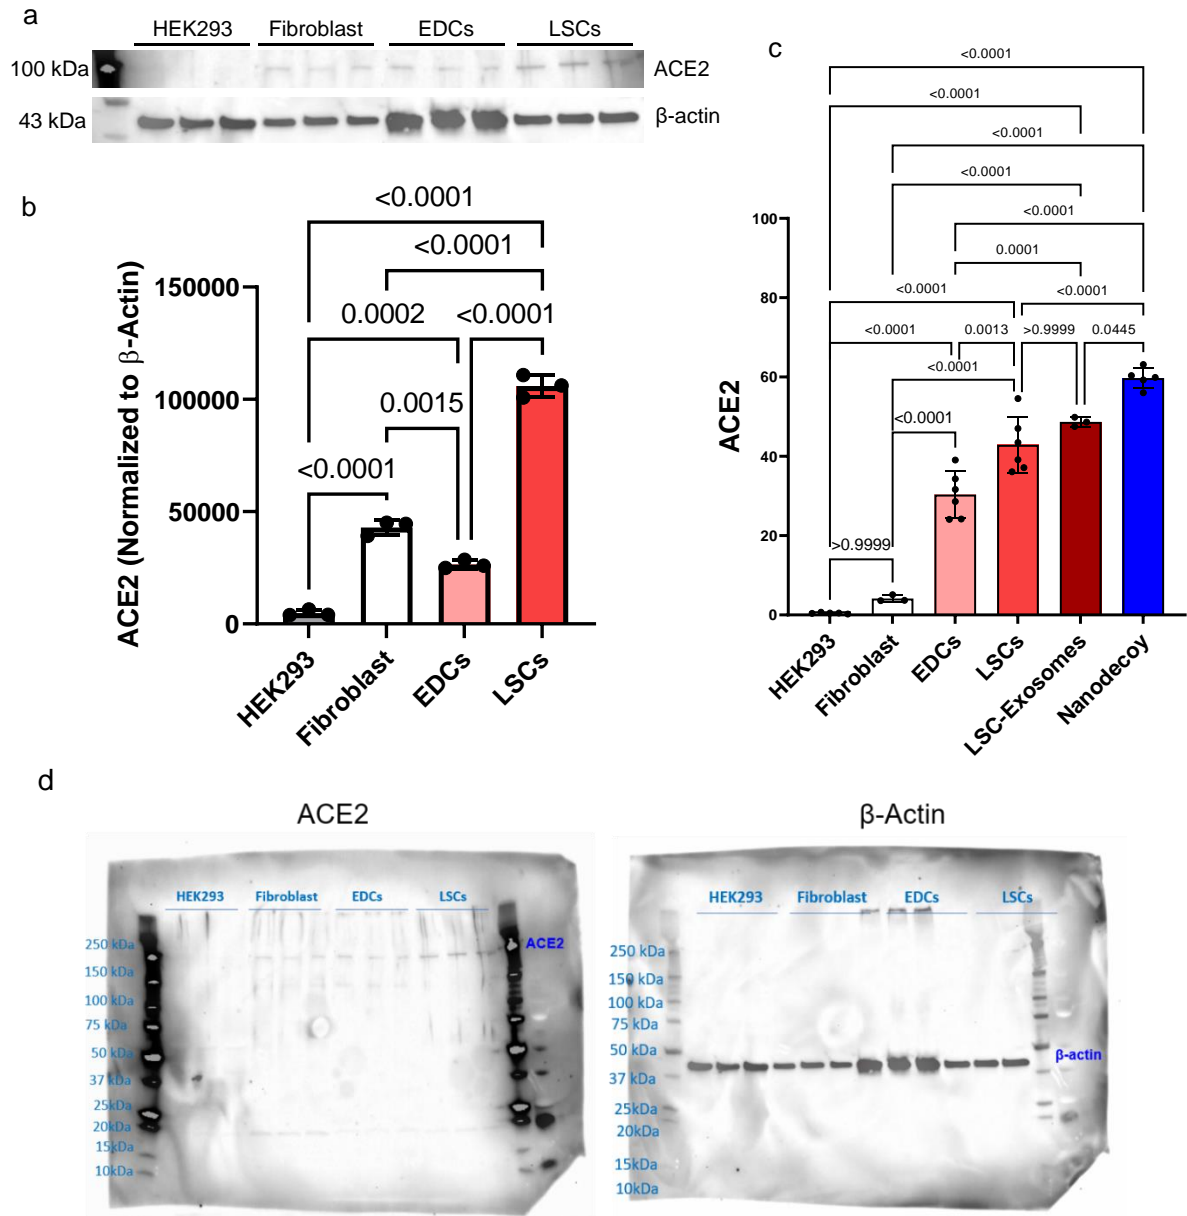 a
HEK293 Fibroblast EDCs LSCs
100 kDa ACE2
43 kDa β-actin
b
<0.0001
<0.0001
0.0002 <0.0001
0.0015
<0.0001
ACE2 (Normalized to β-Actin)
150000
100000
50000
0
HEK293 Fibroblast EDCs LSCs
c
<0.0001
<0.0001
<0.0001
<0.0001
<0.0001
0.0001
<0.0001 <0.0001
<0.0001 0.0013 >0.9999 0.0445
<0.0001
<0.0001
>0.9999
ACE2
100
80
60
40
20
0
HEK293 Fibroblast EDCs LSCs LSC-Exosomes Nanodecoy
d
ACE2
HEK293 Fibroblast EDCs LSCs
ACE2
250 kDa
150 kDa
100 kDa
75 kDa
50 kDa
37 kDa
25kDa
20kDa
15kDa
10kDa
β-Actin
HEK293 Fibroblast EDCs LSCs
250 kDa
150 kDa
100 kDa
75 kDa
50 kDa
β-actin
37 kDa
25kDa
20kDa
15kDa
10kDa